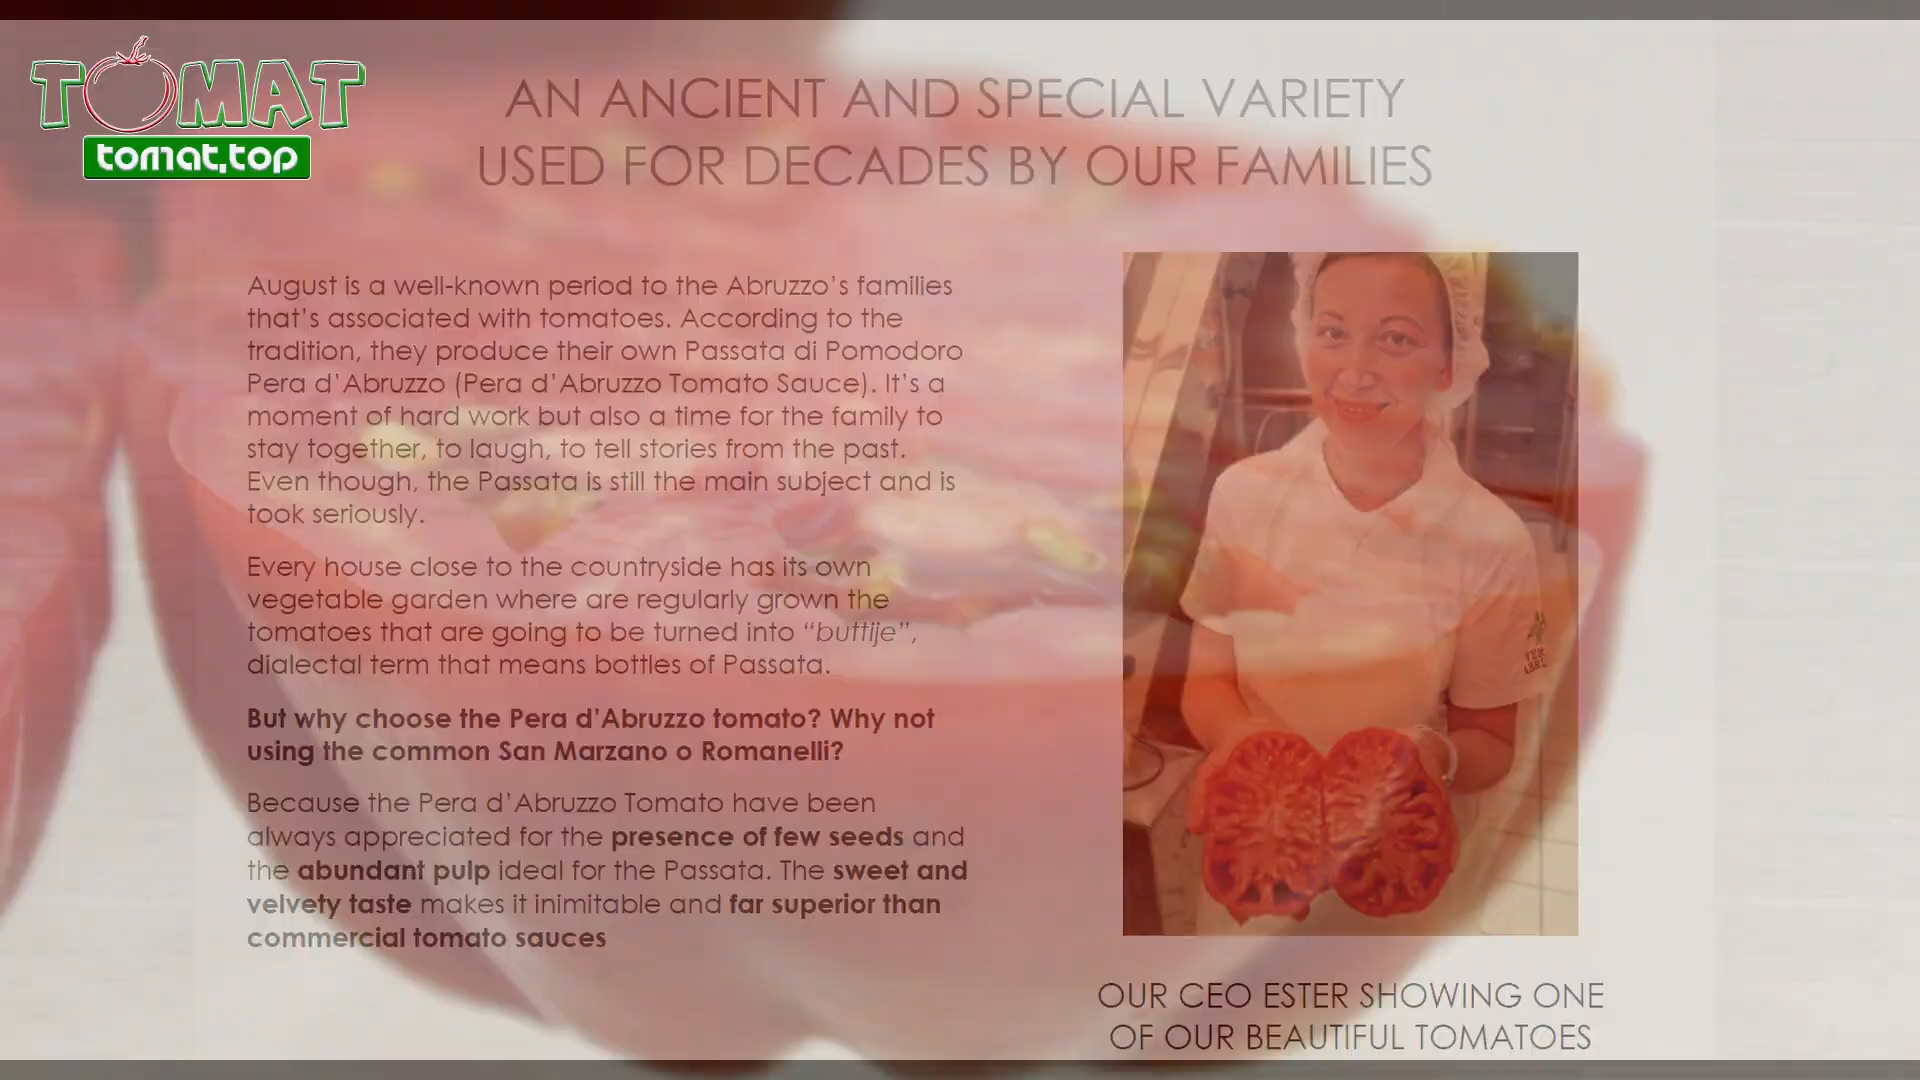 TOMAT
tomat.top
AN ANCIENT AND SPECIAL VARIETY
USED FOR DECADES BY OUR FAMILIES
August is a well-known period to the Abruzzo's families
that's associated with tomatoes. According to the
tradition, they produce their own Passata di Pomodoro
Pera d'Abruzzo (Pera d'Abruzzo Tomato Sauce). It's a
moment of hard work but also a time for the family to
stay together, to laugh, to tell stories from the past.
Even though, the Passata is still the main subject and is
took seriously.
Every house close to the countryside has its own
vegetable garden where are regularly grown the
tomatoes that are going to be turned into “buttije”,
dialectal term that means bottles of Passata.
But why choose the Pera d'Abruzzo tomato? Why not
using the common San Marzano o Romanelli?
Because the Pera d'Abruzzo Tomato have been
always appreciated for the presence of few seeds and
the abundant pulp ideal for the Passata. The sweet and
velvety taste makes it inimitable and far superior than
commercial tomato sauces
OUR CEO ESTER SHOWING ONE
OF OUR BEAUTIFUL TOMATOES